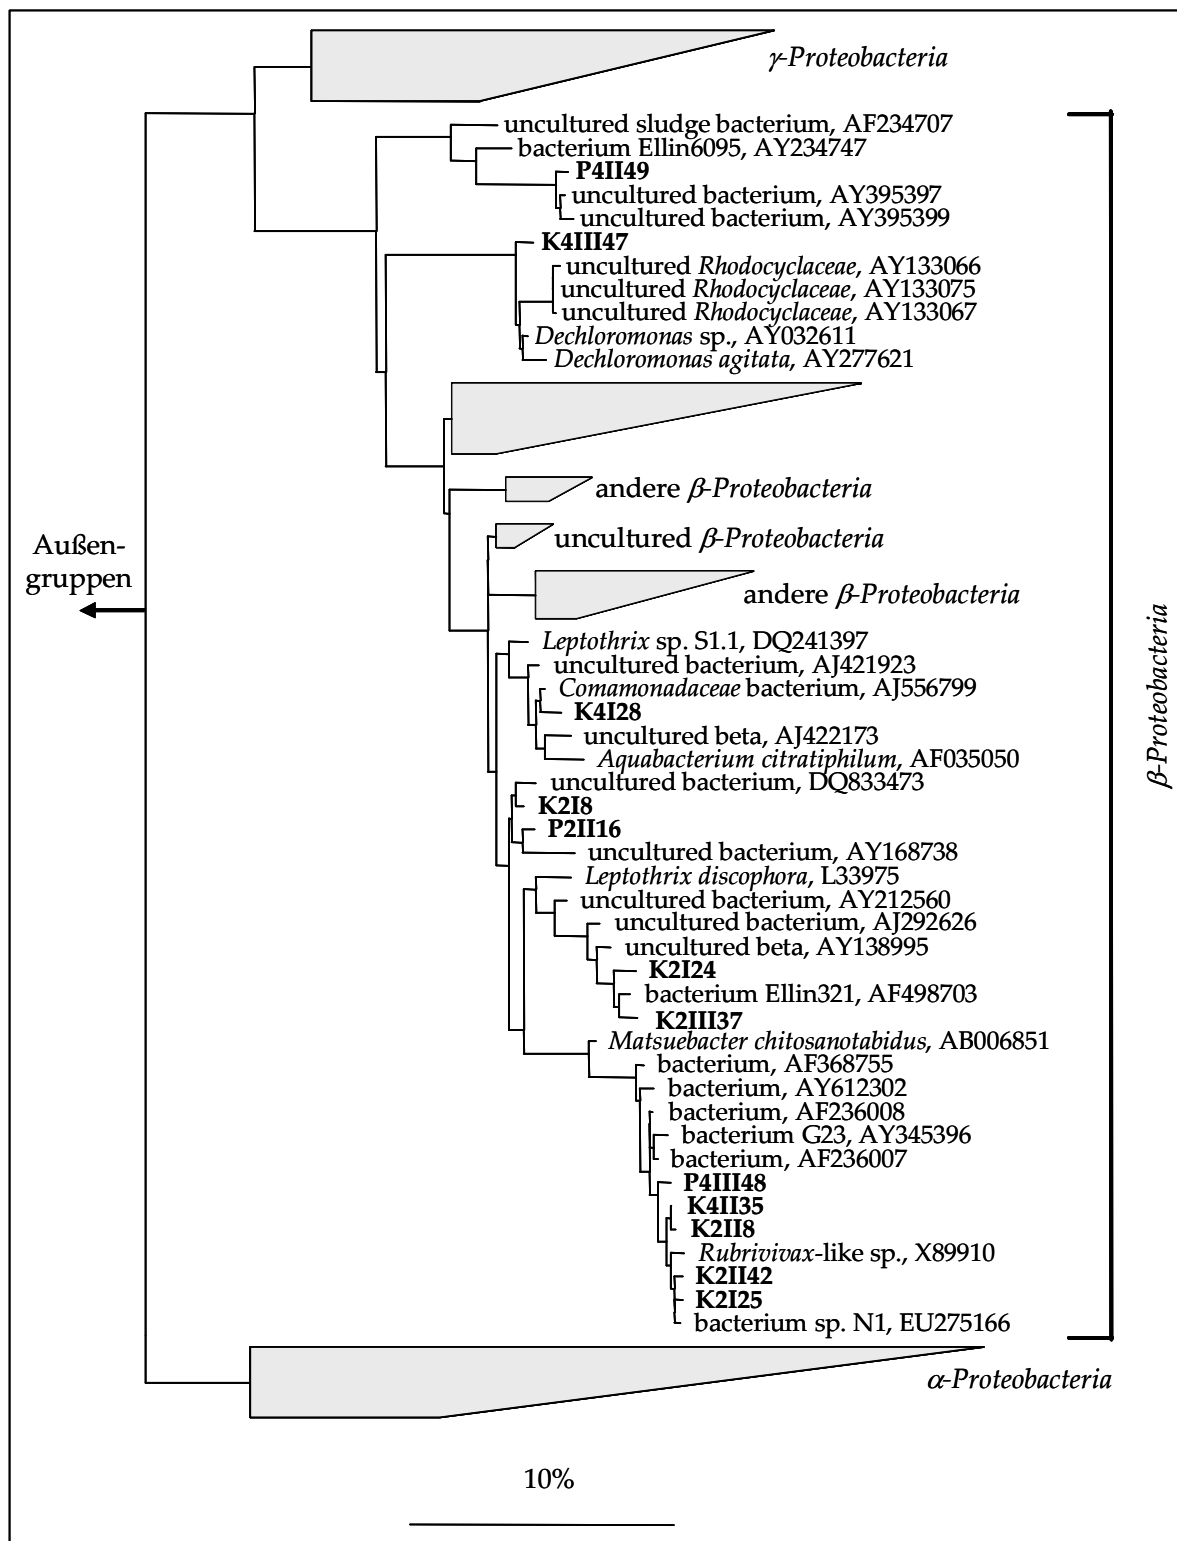 γ-Proteobacteria
uncultured sludge bacterium, AF234707
bacterium Ellin6095, AY234747
P4II49
uncultured bacterium, AY395397
uncultured bacterium, AY395399
K4III47
uncultured Rhodocyclaceae, AY133066
uncultured Rhodocyclaceae, AY133075
uncultured Rhodocyclaceae, AY133067
Dechloromonas sp., AY032611
Dechloromonas agitata, AY277621
andere β-Proteobacteria
uncultured β-Proteobacteria
Außen-
gruppen
andere β-Proteobacteria
Leptothrix sp. S1.1, DQ241397
uncultured bacterium, AJ421923
Comamonadaceae bacterium, AJ556799
K4I28
uncultured beta, AJ422173
Aquabacterium citratiphilum, AF035050
β-Proteobacteria
uncultured bacterium, DQ833473
K2I8
P2II16
uncultured bacterium, AY168738
Leptothrix discophora, L33975
uncultured bacterium, AY212560
uncultured bacterium, AJ292626
uncultured beta, AY138995
K2I24
bacterium Ellin321, AF498703
K2III37
Matsuebacter chitosanotabidus, AB006851
bacterium, AF368755
bacterium, AY612302
bacterium, AF236008
bacterium G23, AY345396
bacterium, AF236007
P4III48
K4II35
K2II8
Rubrivivax-like sp., X89910
K2II42
K2I25
bacterium sp. N1, EU275166
α-Proteobacteria
10%